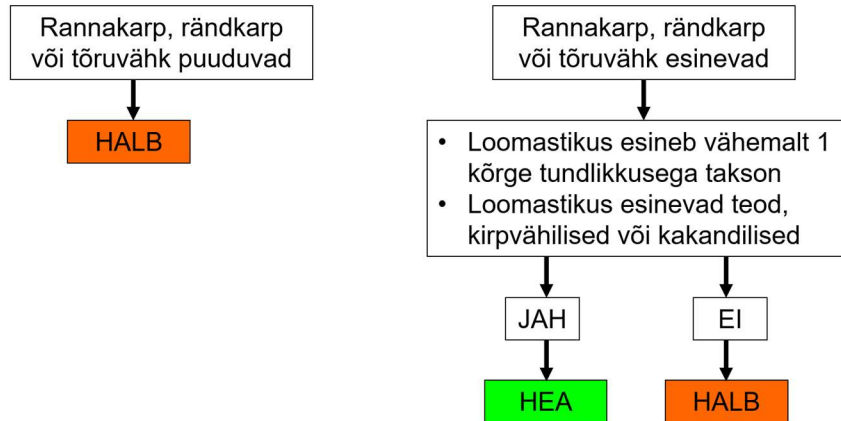 Rannakarp, rändkarp
või tõruvähk puuduvad
HALB
Rannakarp, rändkarp
või tõruvähk esinevad
• Loomastikus esineb vähemalt 1
kõrge tundlikkusega takson
• Loomastikus esinevad teod,
kirpvähilised või kakandilised
JAH
EI
HEA
HALB